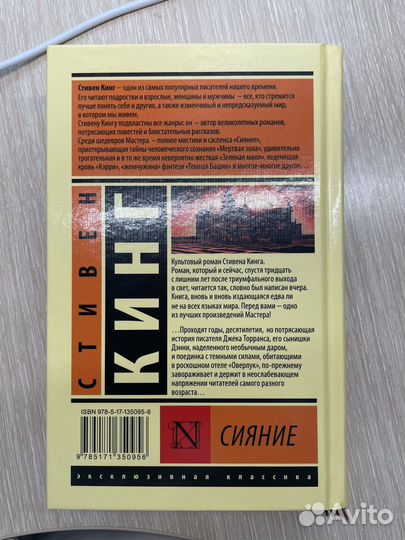 Стивен Кинг – один из самых популярных писателей нашего времени.
Его читают подростки и взрослые, женщины и мужчины – все, кто стремится
лучше понять себя и других, а также изменчивый и непредсказуемый мир,
в котором мы живем.
Стивену Кингу подвластны все жанры: он – автор великолепных романов,
потрясающих повестей и блистательных рассказов.
Среди шедевров Мастера – полное мистики и саспенса «Сияние»,
приоткрывающая тайны человеческого сознания «Мертвая зона», удивительно
трогательная и в то же время невероятно жесткая «Зеленая миля», леденящая
кровь «Кэрри», «жемчужина» фэнтези «Темная Башня» и многое-многое другое…
СТИВЕН
КИНГ
Культовый роман Стивена Кинга.
Роман, который и сейчас, спустя тридцать
с лишним лет после триумфального выхода
в свет, читается так, словно был написан вчера.
Книга, вновь и вновь издающаяся едва ли
не на всех языках мира. Перед вами – одно
из лучших произведений Мастера!
…Проходят годы, десятилетия, но потрясающая
история писателя Джека Торранса, его сынишки
Дэнни, наделенного необычным даром,
и поединка с темными силами, обитающими
в роскошном отеле «Оверлук», по-прежнему
завораживает и держит в неослабевающем
напряжении читателей самого разного
возраста…
ISBN 978-5-17-135095-6
9 785171 350956
N
СИЯНИЕ
эксклюзивная классика
Avito